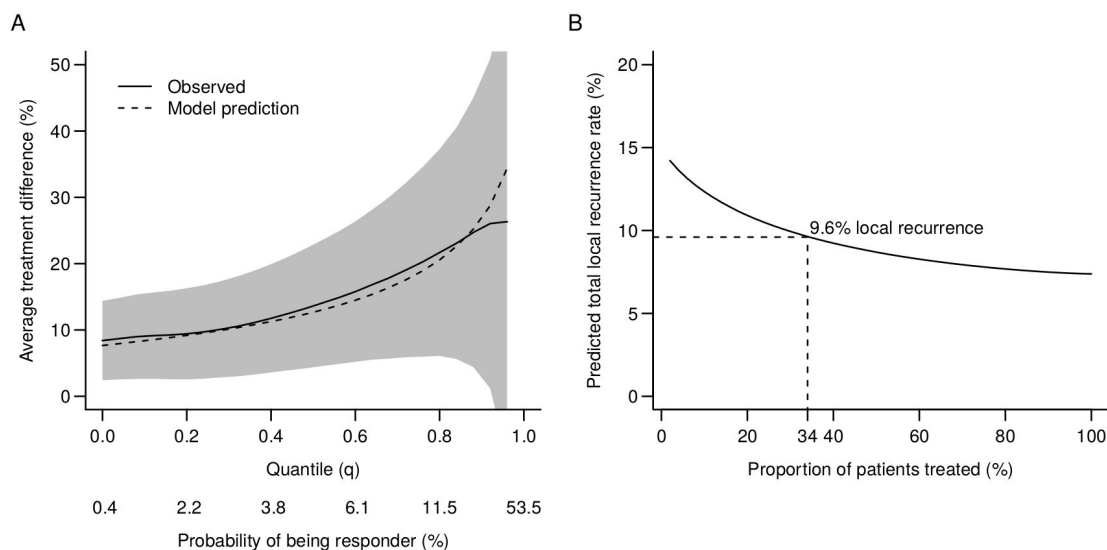 A
Average treatment difference (%)
50
40
30
20
10
0
Observed
Model prediction
0.0 0.2 0.4 0.6 0.8 1.0
Quantile (q)
0.4 2.2 3.8 6.1 11.5 53.5
Probability of being responder (%)
B
Predicted total local recurrence rate (%)
20
15
10
5
0
9.6% local recurrence
0 20 34 40 60 80 100
Proportion of patients treated (%)